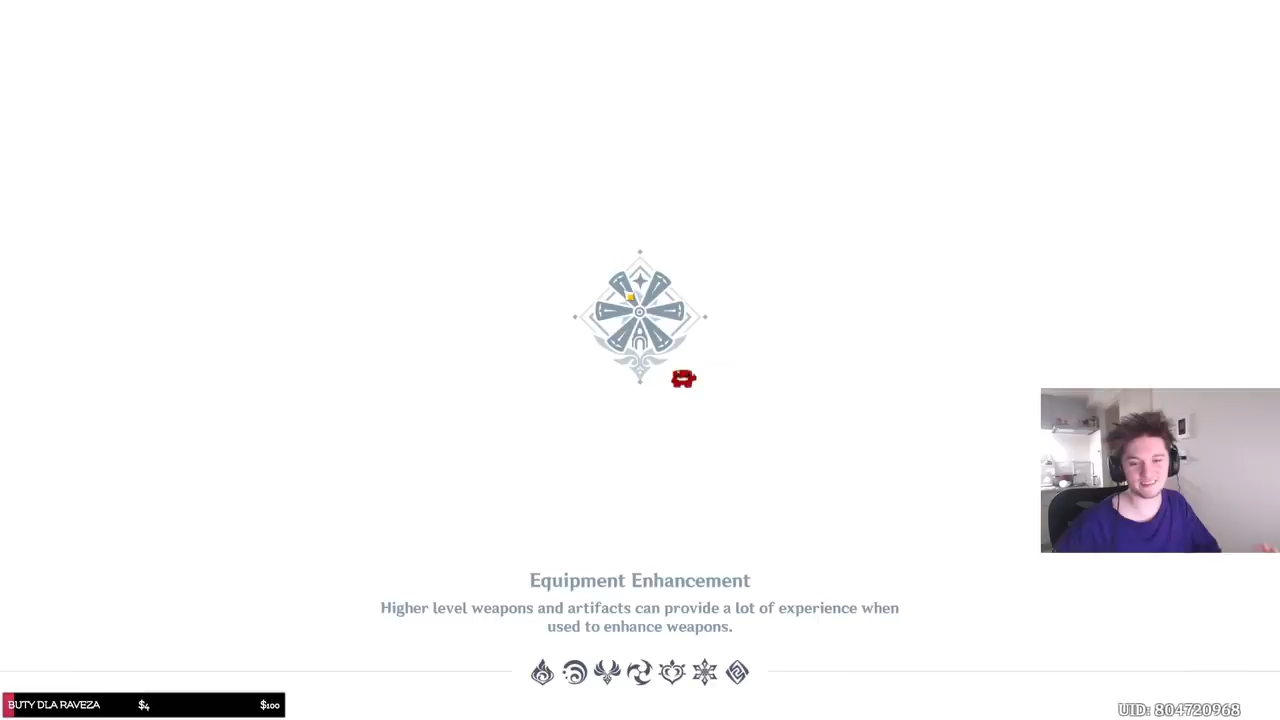 Equipment Enhancement
Higher level weapons and artifacts can provide a lot of experience when
used to enhance weapons.
BUTY DLA RAVEZA $4 $100
UID: 804720968